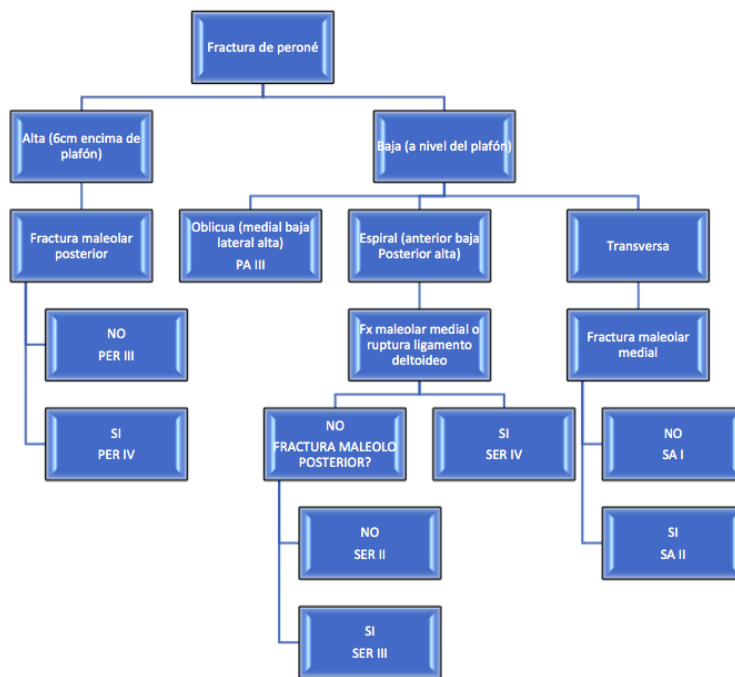 Fractura de peroné
Alta (6cm encima de
plafón)
Baja (a nivel del plafón)
Fractura maleolar
posterior
Oblicua (medial baja
lateral alta)
PA III
Espiral (anterior baja
Posterior alta)
Transversa
NO
PER III
Fx maleolar medial o
ruptura ligamento
deltoideo
Fractura maleolar
medial
SI
PER IV
NO
FRACTURA MALEOLO
POSTERIOR?
SI
SER IV
NO
SA I
NO
SER II
SI
SA II
SI
SER III